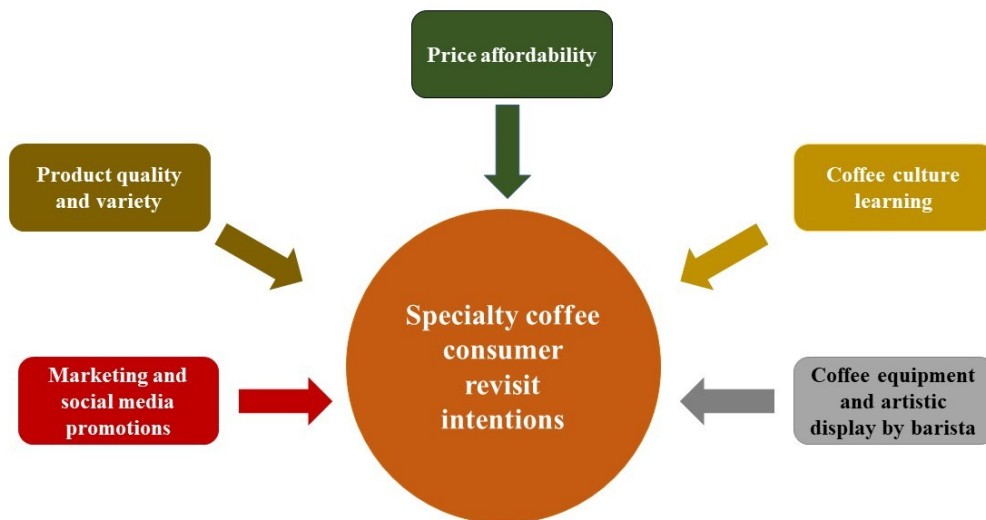 Price affordability
Product quality
and variety
Coffee culture
learning
Specialty coffee
consumer
revisit
intentions
Marketing and
social media
promotions
Coffee equipment
and artistic
display by barista